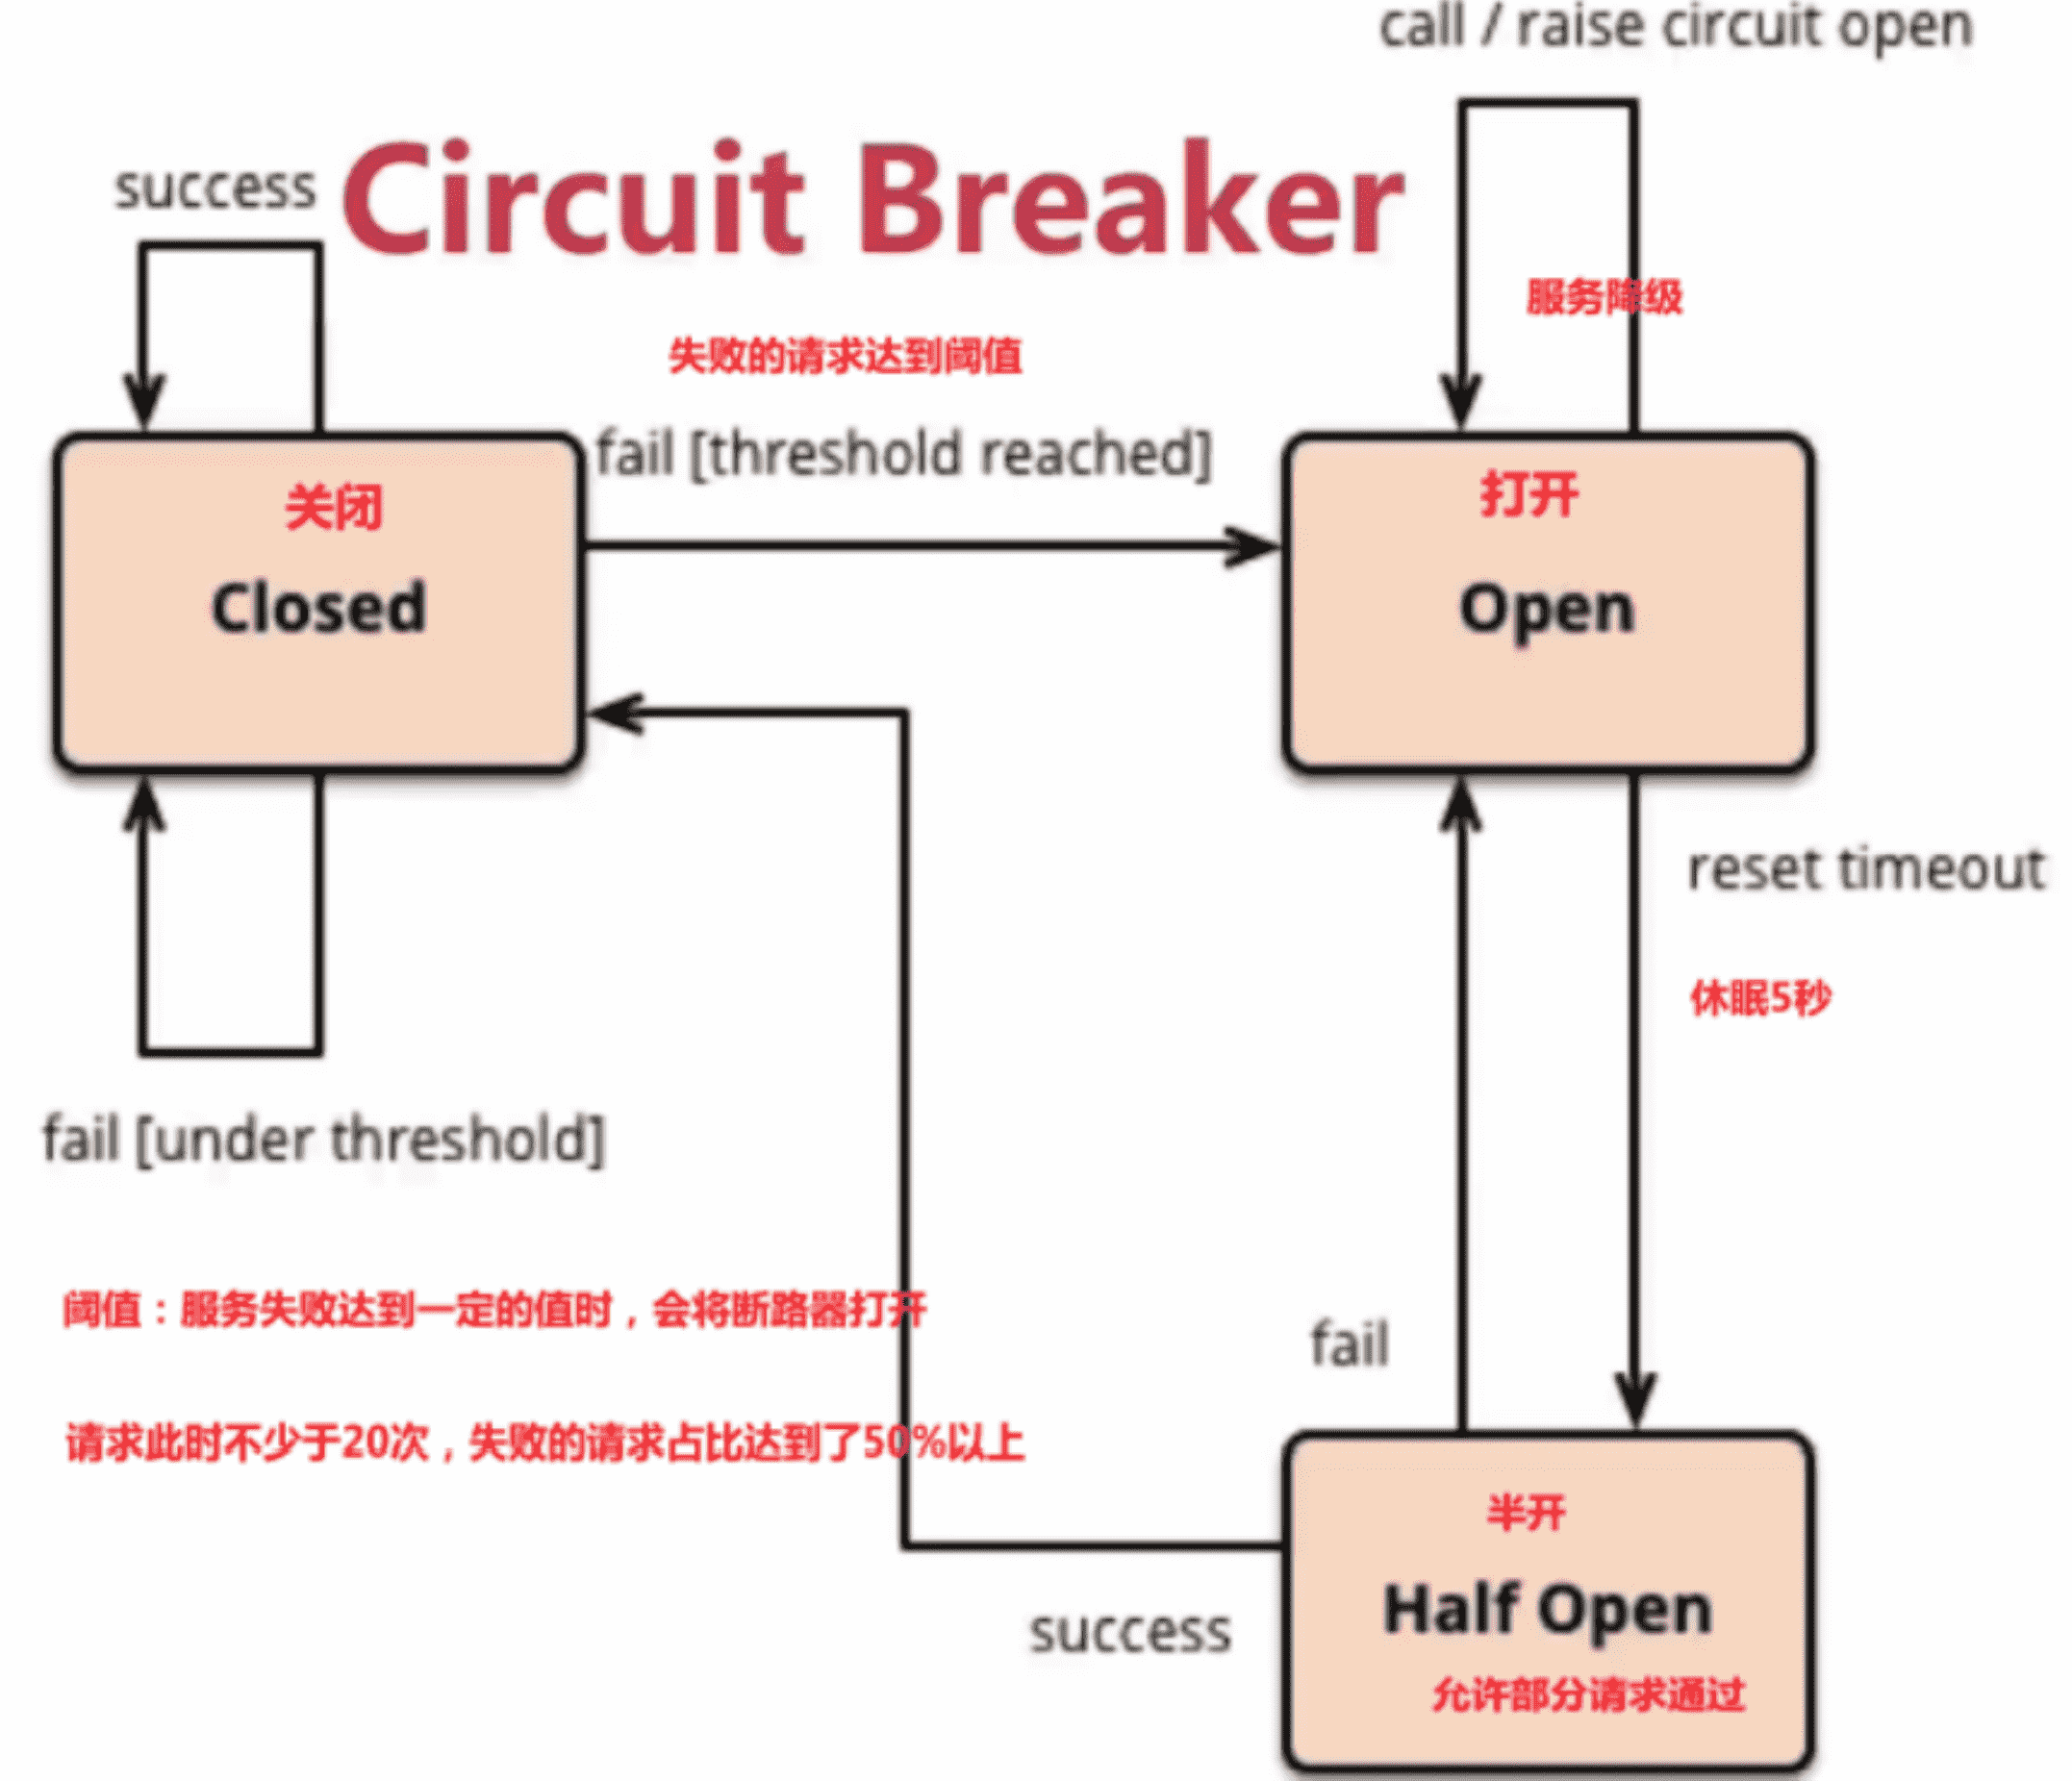 call / raise circuit open
success
Circuit Breaker
服务降级
失败的请求达到阈值
fail [threshold reached]
关闭
Closed
打开
Open
reset timeout
休眠5秒
fail [under threshold]
阈值：服务失败达到一定的值时，会将断路器打开
fail
请求此时不少于20次，失败的请求占比达到了50%以上
半开
Half Open
success
允许部分请求通过